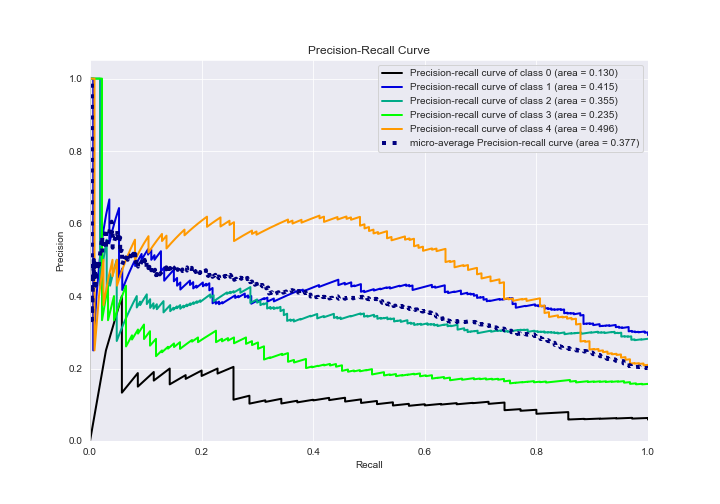 Precision-Recall Curve
Precision-recall curve of class 0 (area = 0.130)
Precision-recall curve of class 1 (area = 0.415)
Precision-recall curve of class 2 (area = 0.355)
Precision-recall curve of class 3 (area = 0.235)
Precision-recall curve of class 4 (area = 0.496)
micro-average Precision-recall curve (area = 0.377)
1.0
0.8
0.6
0.4
0.2
0.0
Precision
0.0 0.2 0.4 0.6 0.8 1.0
Recall